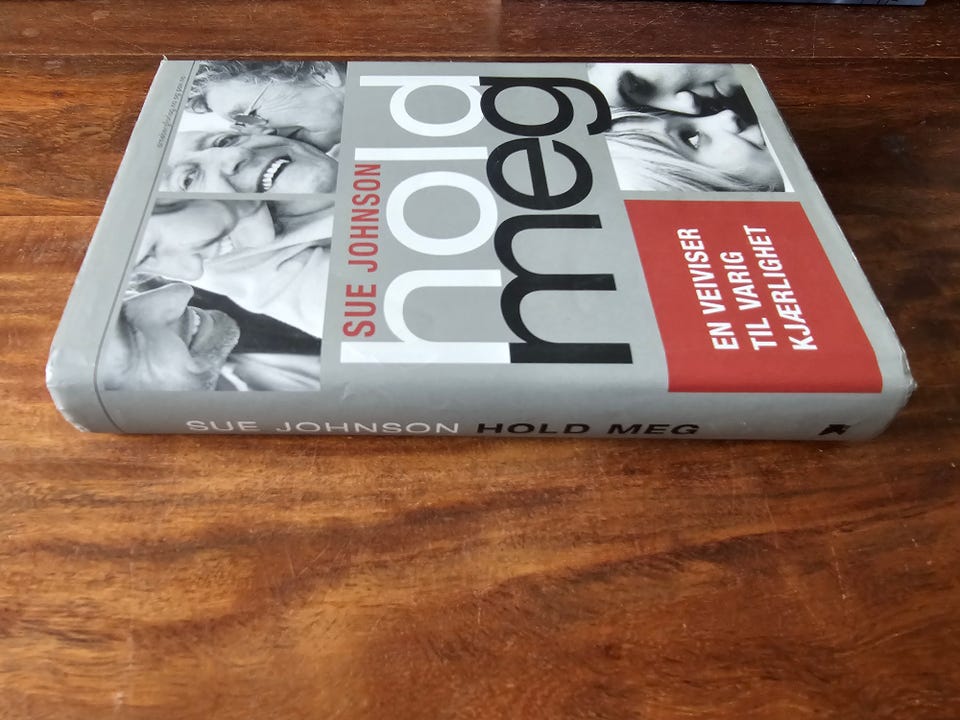 SUE JOHNSON
hold
meg
EN VEIVISER
TIL VARIG
KJÆRLIGHET
SUE JOHNSON HOLD MEG